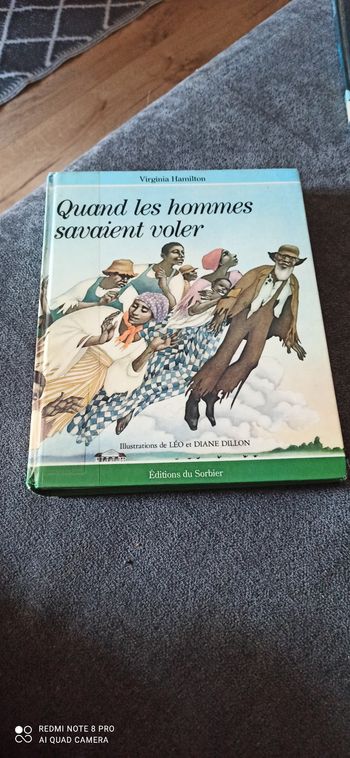 Virginia Hamilton
Quand les hommes
savaient voler
Illustrations de LÉO et DIANE DILLON
Éditions du Sorbier
REDMI NOTE 8 PRO
AI QUAD CAMERA